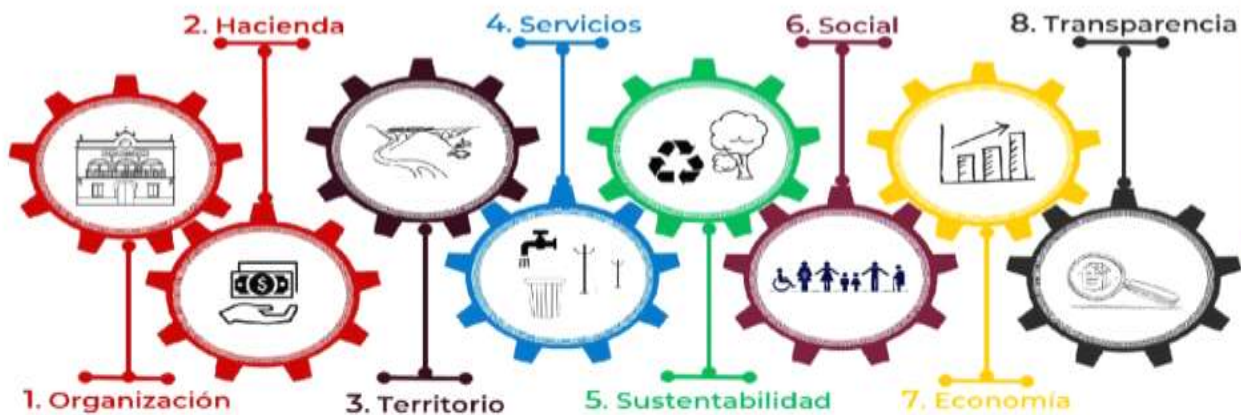 2. Hacienda
4. Servicios
6. Social
8. Transparencia
1. Organización
3. Territorio
5. Sustentabilidad
7. Economía